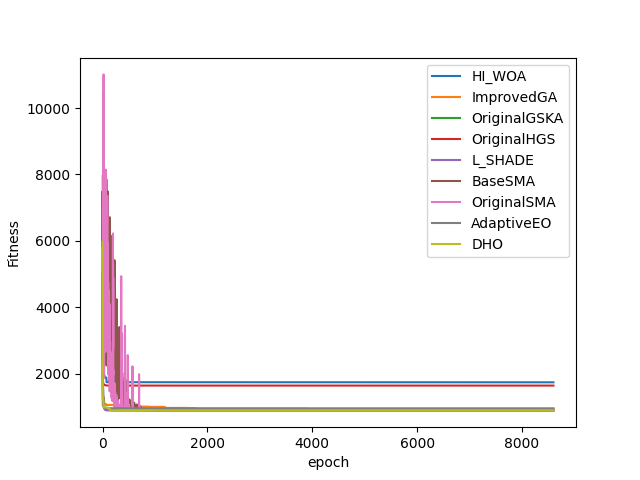 HI_WOA
ImprovedGA
OriginalGSKA
OriginalHGS
L_SHADE
BaseSMA
OriginalSMA
AdaptiveEO
DHO
10000
8000
6000
4000
2000
Fitness
0 2000 4000 6000 8000
epoch